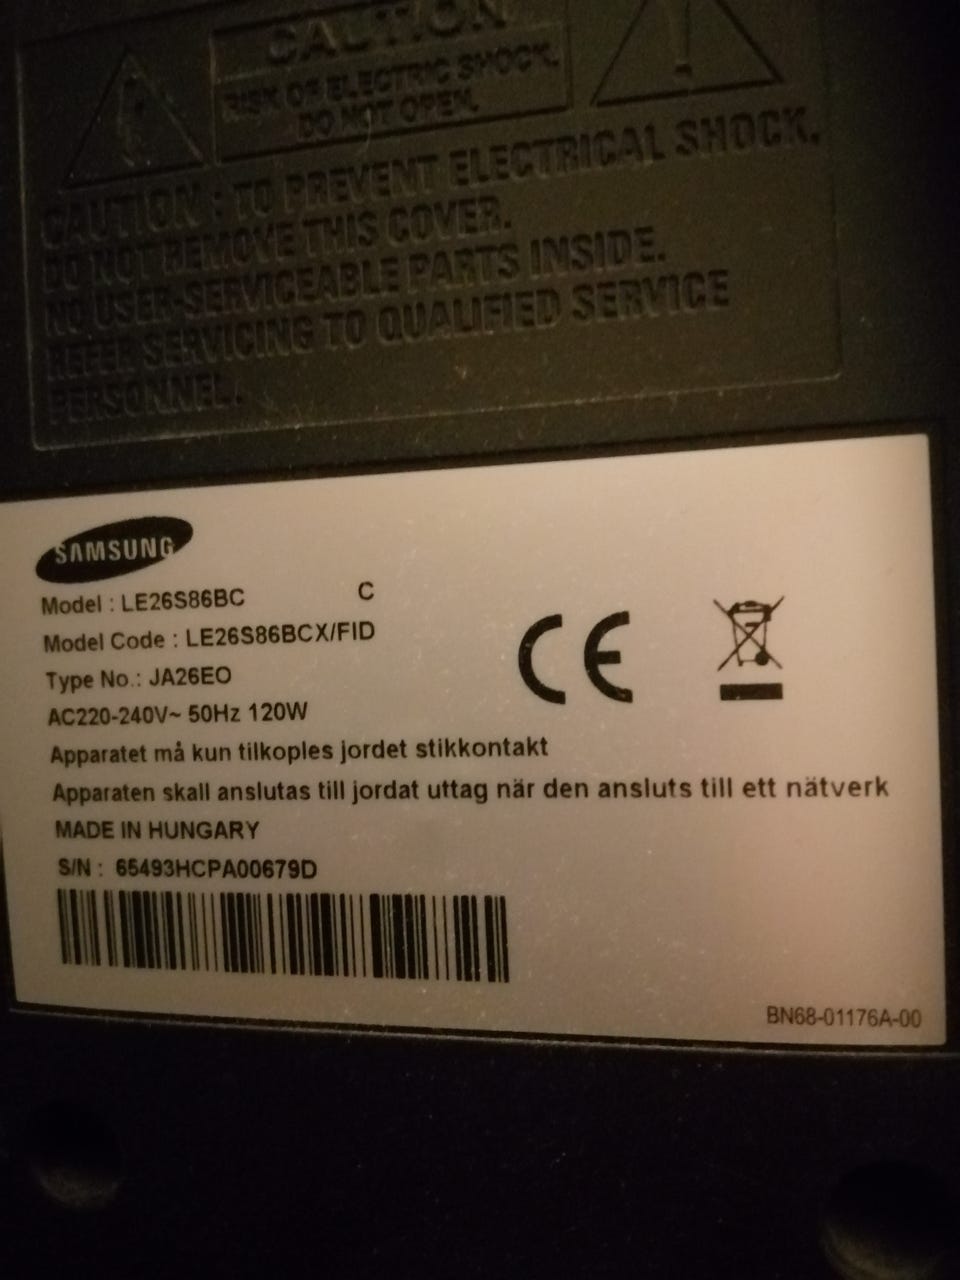 CAUTION
RISK OF ELECTRIC SHOCK.
DO NOT OPEN.
CAUTION : TO PREVENT ELECTRICAL SHOCK.
DO NOT REMOVE THIS COVER.
NO USER-SERVICEABLE PARTS INSIDE.
REFER SERVICING TO QUALIFIED SERVICE
PERSONNEL.
SAMSUNG
Model : LE26S86BC C
Model Code : LE26S86BCX/FID
Type No.: JA26EO
AC220-240V~ 50Hz 120W
Apparatet må kun tilkoples jordet stikkontakt
Apparaten skall anslutas till jordat uttag när den ansluts till ett nätverk
MADE IN HUNGARY
S/N : 65493HCPA00679D
CE
BN68-01176A-00